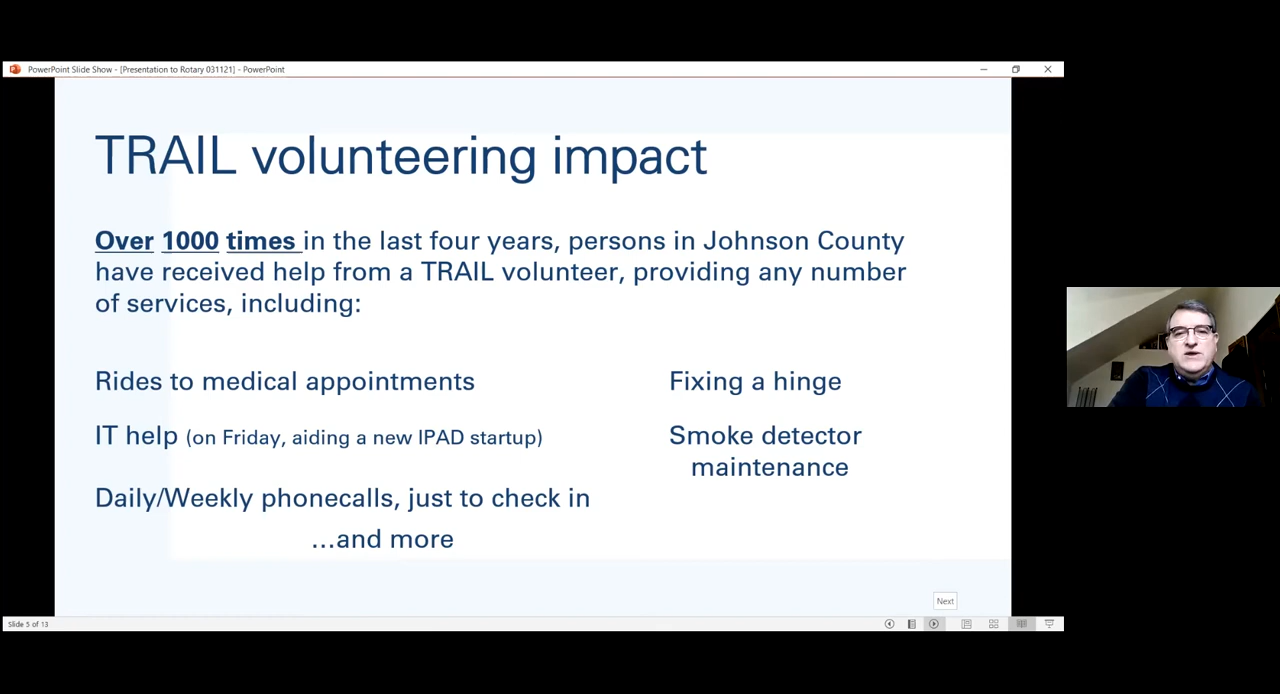 PowerPoint Slide Show - [Presentation to Rotary 031121] - PowerPoint
TRAIL volunteering impact
Over 1000 times in the last four years, persons in Johnson County
have received help from a TRAIL volunteer, providing any number
of services, including:
Rides to medical appointments
Fixing a hinge
IT help (on Friday, aiding a new IPAD startup)
Smoke detector
maintenance
Daily/Weekly phonecalls, just to check in
...and more
Next
Slide 5 of 13